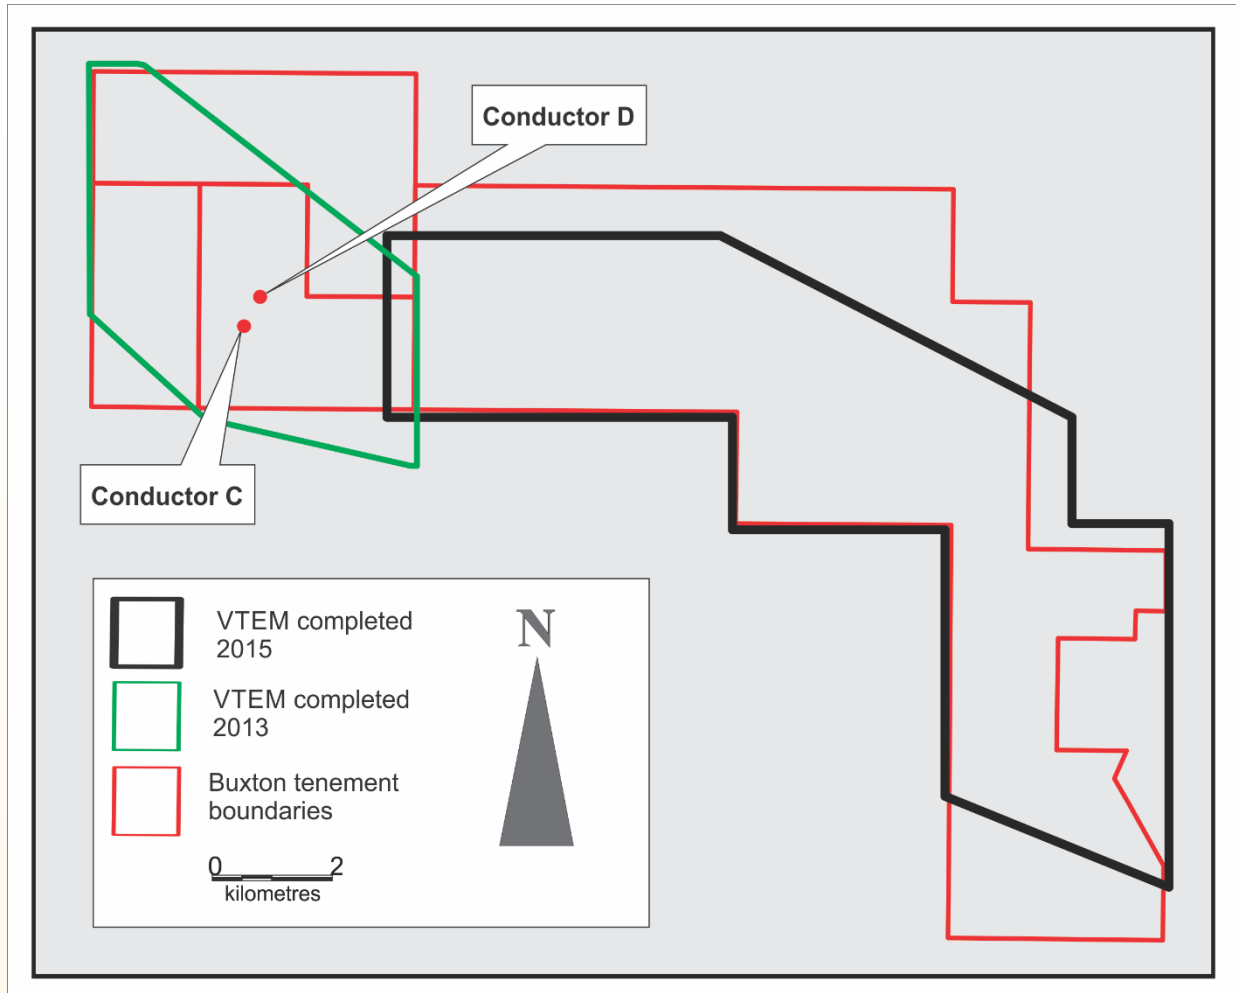 Conductor D
Conductor C
VTEM completed
2015
VTEM completed
2013
Buxton tenement
boundaries
0 2
kilometres
N